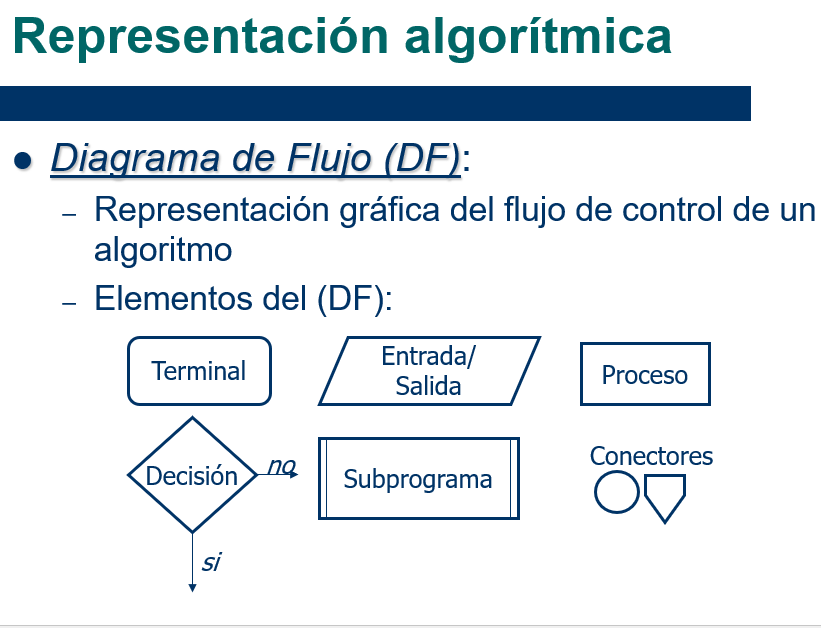 Representación algorítmica
● Diagrama de Flujo (DF):
– Representación gráfica del flujo de control de un
algoritmo
– Elementos del (DF):
Terminal
Entrada/
Salida
Proceso
Decisión
no
si
Subprograma
Conectores